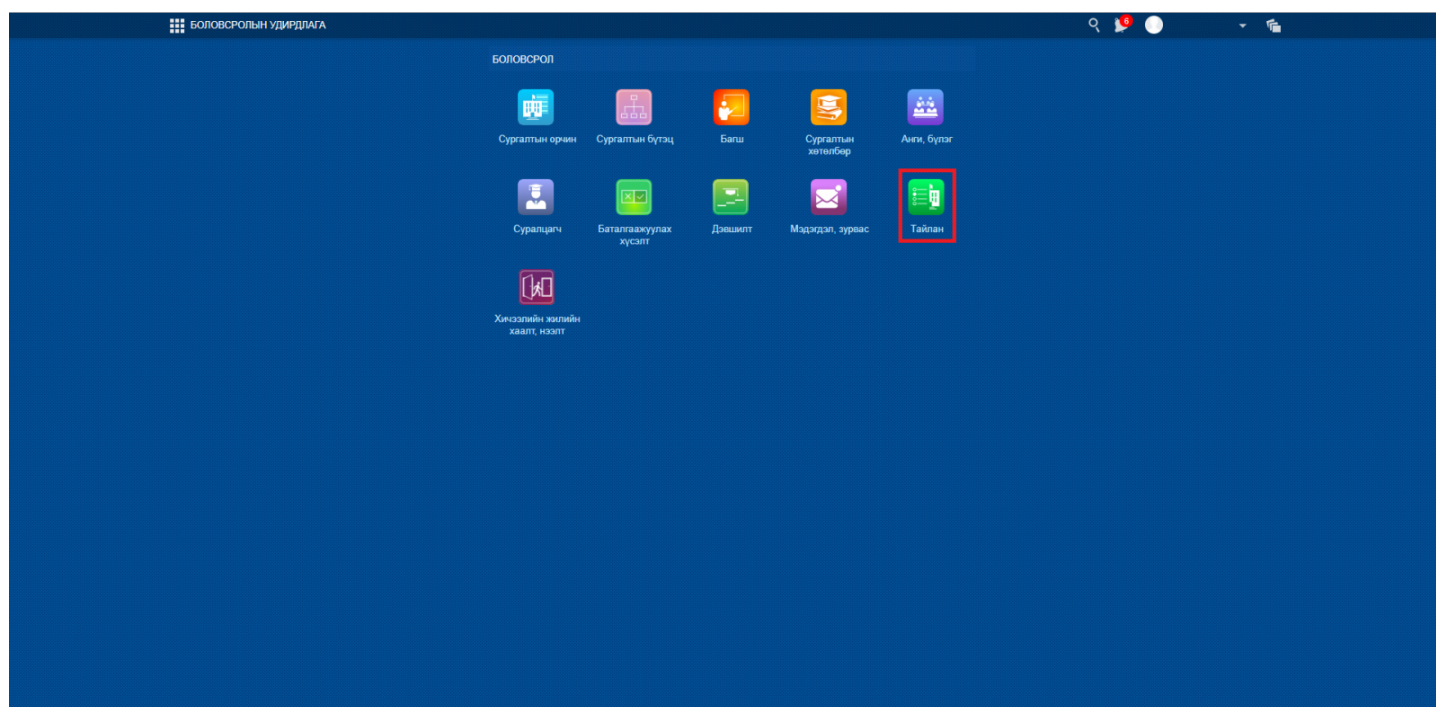 БОЛОВСРОЛЫН УДИРДЛАГА
6
БОЛОВСРОЛ
Сургалтын орчин
Сургалтын бүтэц
Багш
Сургалтын
хөтөлбөр
Анги, бүлэг
Суралцагч
Баталгаажуулах
хүсэлт
Дэвшилт
Мэдэгдэл, зурвас
Тайлан
Хичээлийн жилийн
хаалт, нээлт